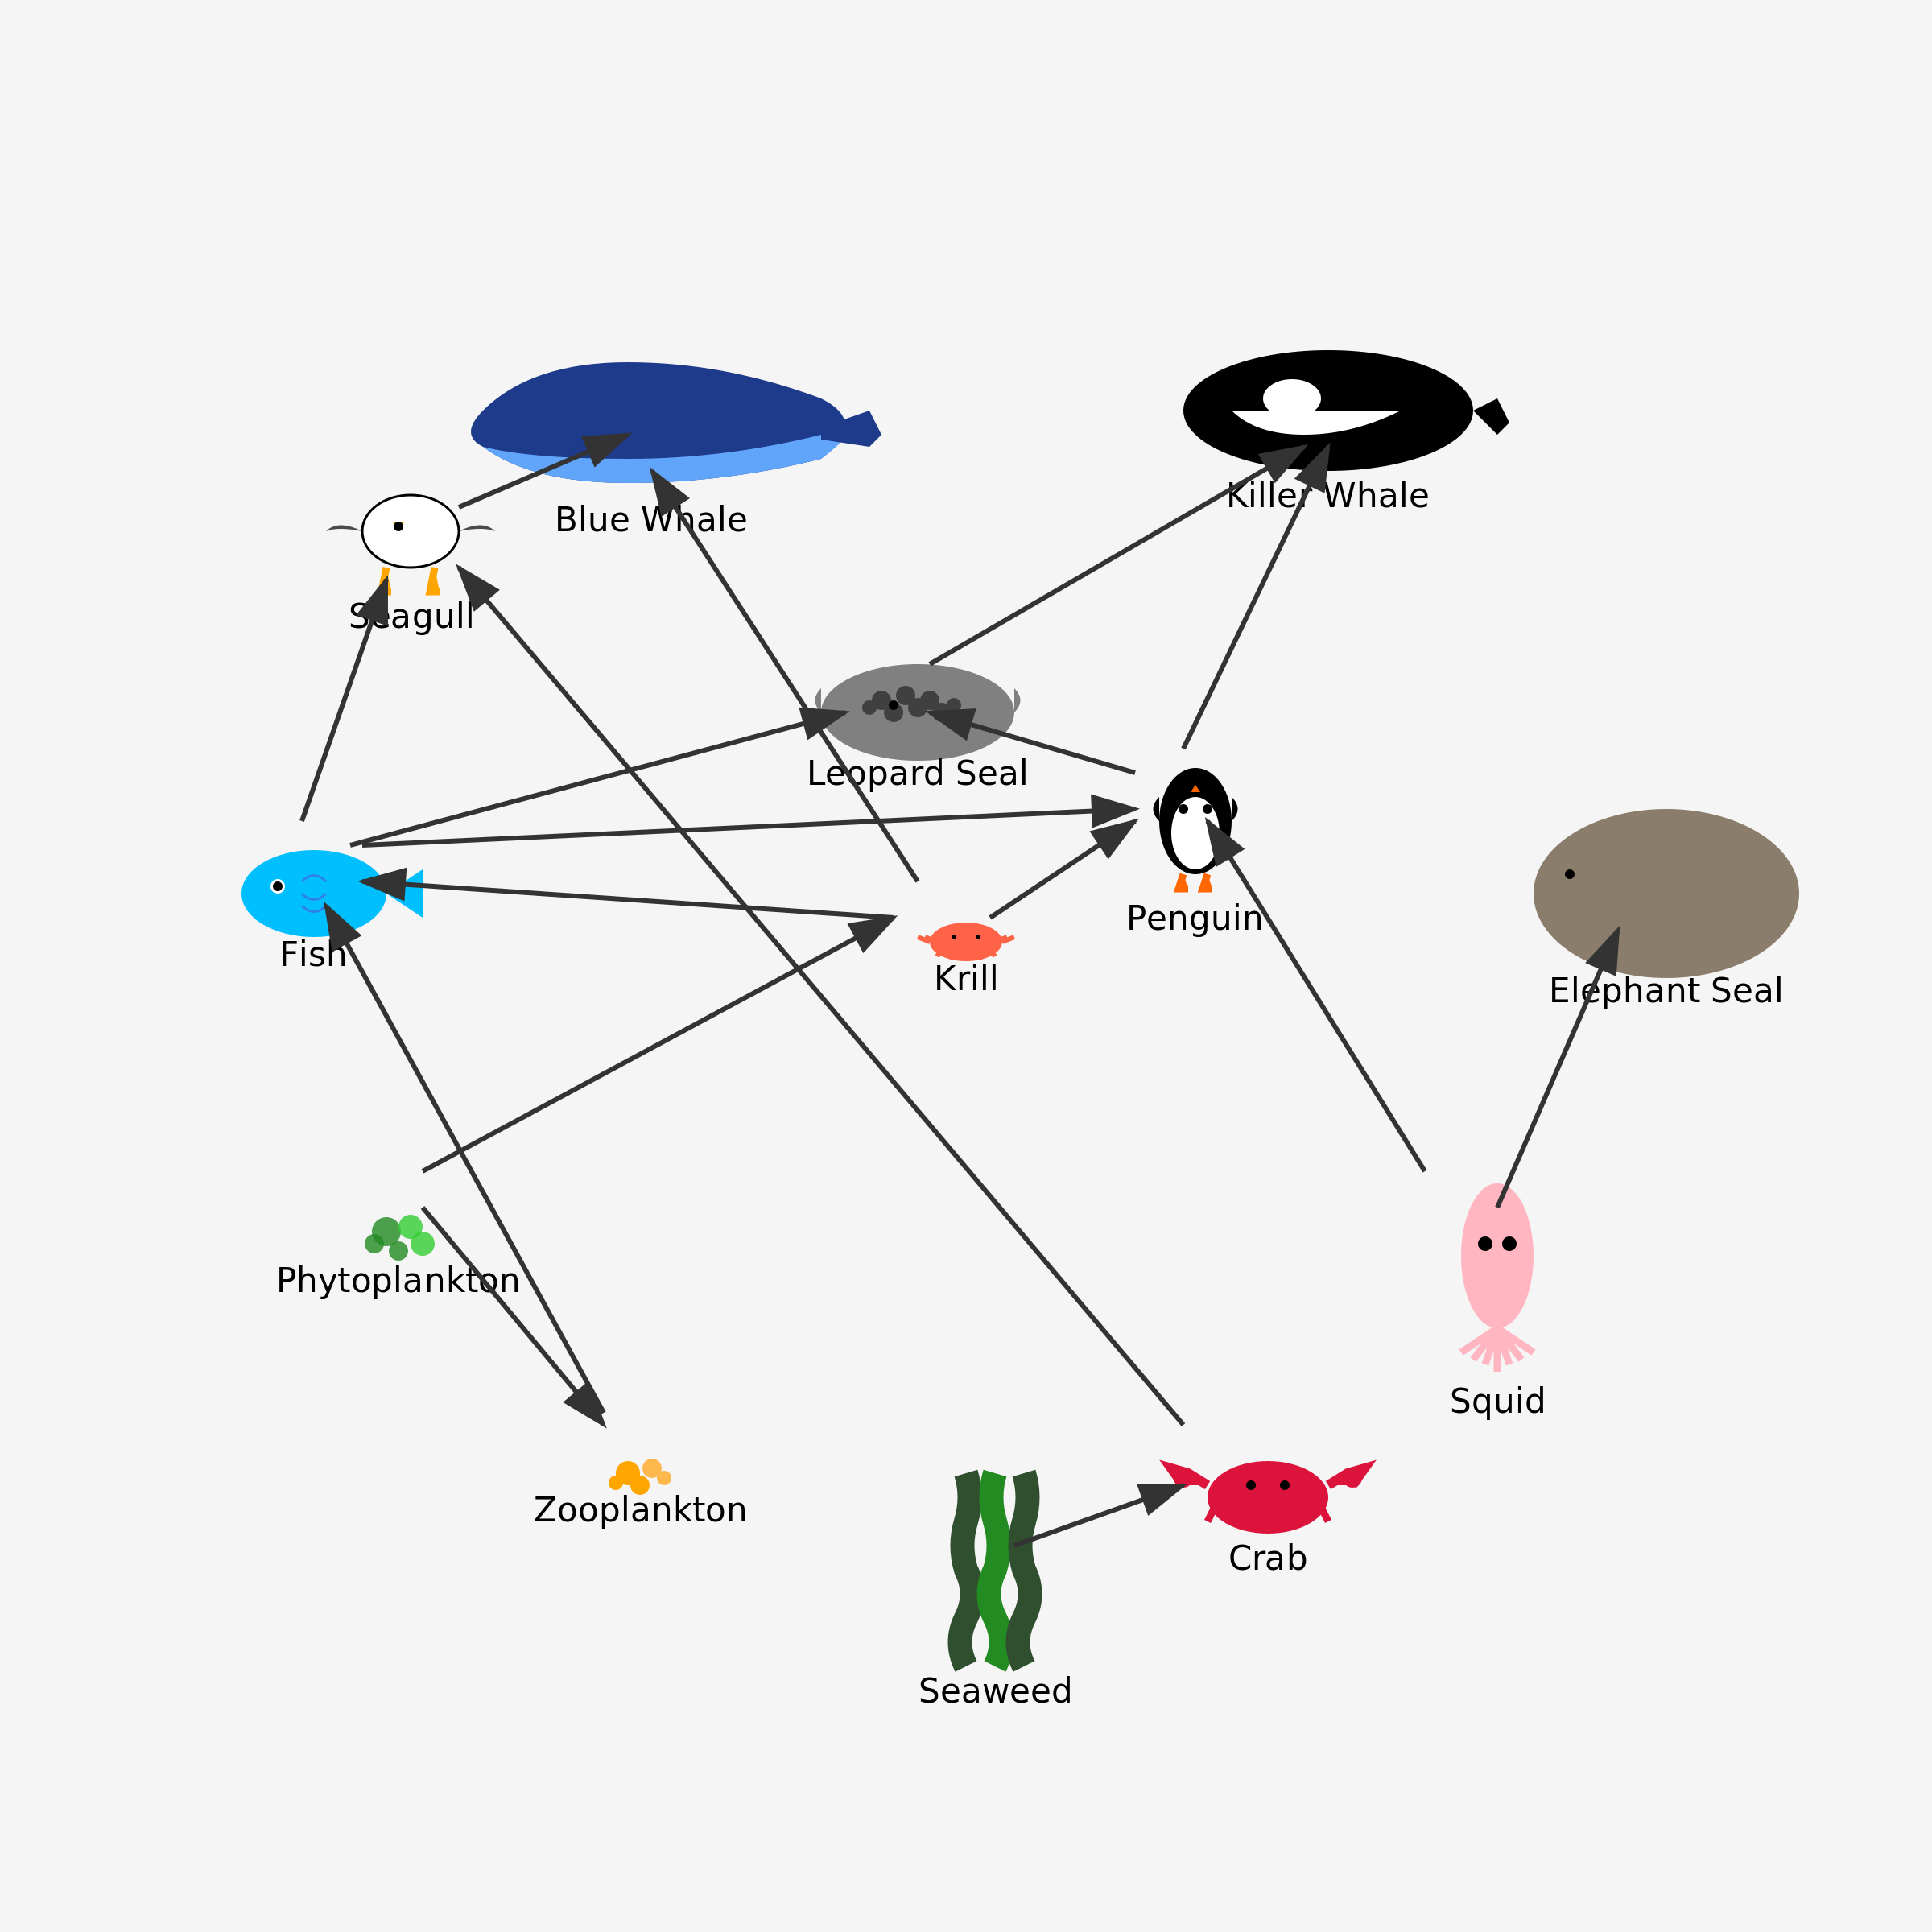 Killer Whale
Blue Whale
Seagull
Leopard Seal
Penguin
Fish
Krill
Elephant Seal
Phytoplankton
Squid
Zooplankton
Crab
Seaweed